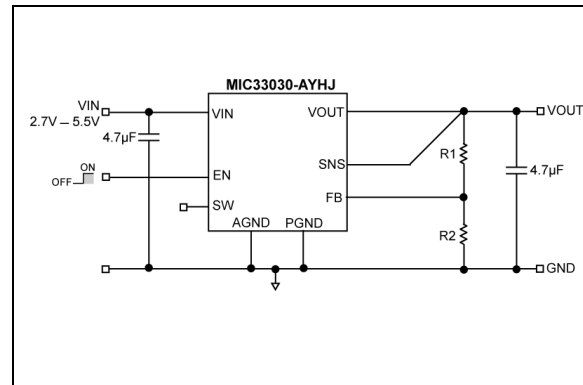 MIC33030-AYHJ
VIN
2.7V – 5.5V
VIN
VOUT
VOUT
4.7µF
R1
SNS
4.7µF
ON
OFF
EN
FB
SW
R2
AGND
PGND
GND